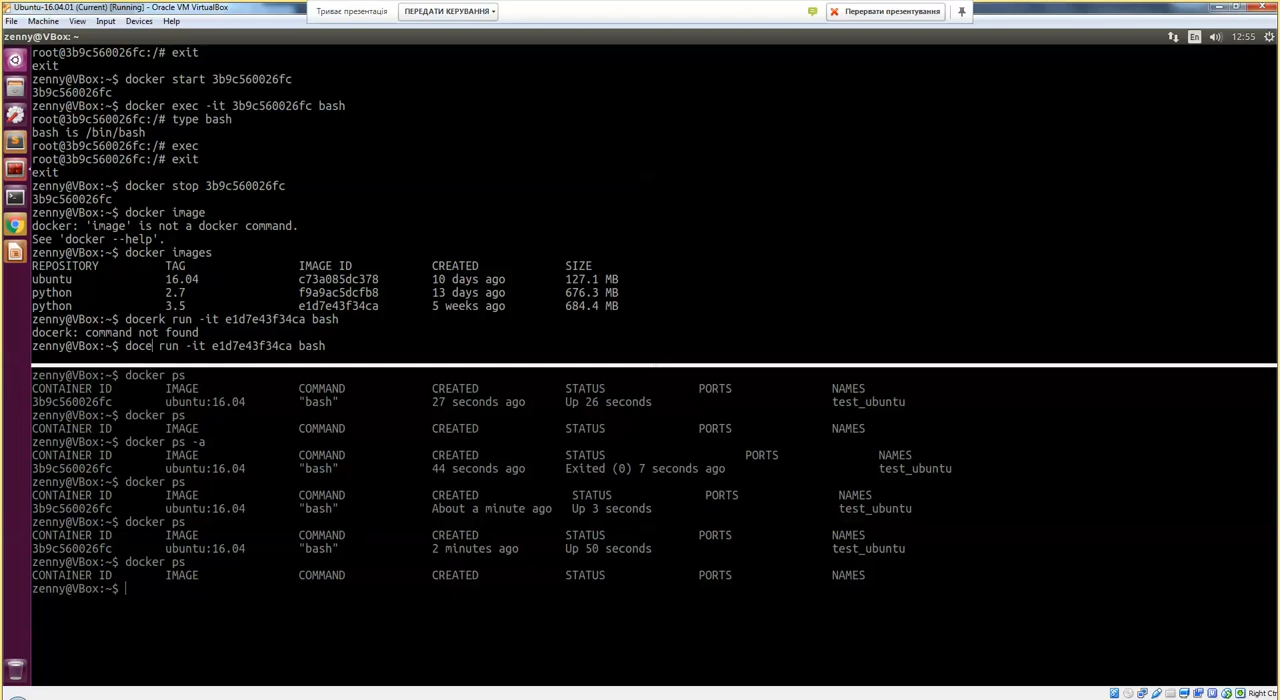 Ubuntu-16.04.01 (Current) [Running] - Oracle VM VirtualBox
Триває презентація
ПЕРЕДАТИ КЕРУВАННЯ
Перервати презентування
File Machine View Input Devices Help
zenny@VBox: ~
En
12:55
root@3b9c560026fc:/# exit
exit
zenny@VBox:~$ docker start 3b9c560026fc
3b9c560026fc
zenny@VBox:~$ docker exec -it 3b9c560026fc bash
root@3b9c560026fc:/# type bash
bash is /bin/bash
root@3b9c560026fc:/# exec
root@3b9c560026fc:/# exit
exit
zenny@VBox:~$ docker stop 3b9c560026fc
3b9c560026fc
zenny@VBox:~$ docker image
docker: 'image' is not a docker command.
See 'docker --help'.
zenny@VBox:~$ docker images
REPOSITORY TAG IMAGE ID CREATED SIZE
ubuntu 16.04 c73a085dc378 10 days ago 127.1 MB
python 2.7 f9a9ac5dcfb8 13 days ago 676.3 MB
python 3.5 e1d7e43f34ca 5 weeks ago 684.4 MB
zenny@VBox:~$ docerk run -it e1d7e43f34ca bash
docerk: command not found
zenny@VBox:~$ doce run -it e1d7e43f34ca bash
zenny@VBox:~$ docker ps
CONTAINER ID IMAGE COMMAND CREATED STATUS PORTS NAMES
3b9c560026fc ubuntu:16.04 "bash" 27 seconds ago Up 26 seconds test_ubuntu
zenny@VBox:~$ docker ps
CONTAINER ID IMAGE COMMAND CREATED STATUS PORTS NAMES
zenny@VBox:~$ docker ps -a
CONTAINER ID IMAGE COMMAND CREATED STATUS PORTS NAMES
3b9c560026fc ubuntu:16.04 "bash" 44 seconds ago Exited (0) 7 seconds ago test_ubuntu
zenny@VBox:~$ docker ps
CONTAINER ID IMAGE COMMAND CREATED STATUS PORTS NAMES
3b9c560026fc ubuntu:16.04 "bash" About a minute ago Up 3 seconds test_ubuntu
zenny@VBox:~$ docker ps
CONTAINER ID IMAGE COMMAND CREATED STATUS PORTS NAMES
3b9c560026fc ubuntu:16.04 "bash" 2 minutes ago Up 50 seconds test_ubuntu
zenny@VBox:~$ docker ps
CONTAINER ID IMAGE COMMAND CREATED STATUS PORTS NAMES
zenny@VBox:~$
Right Ctrl